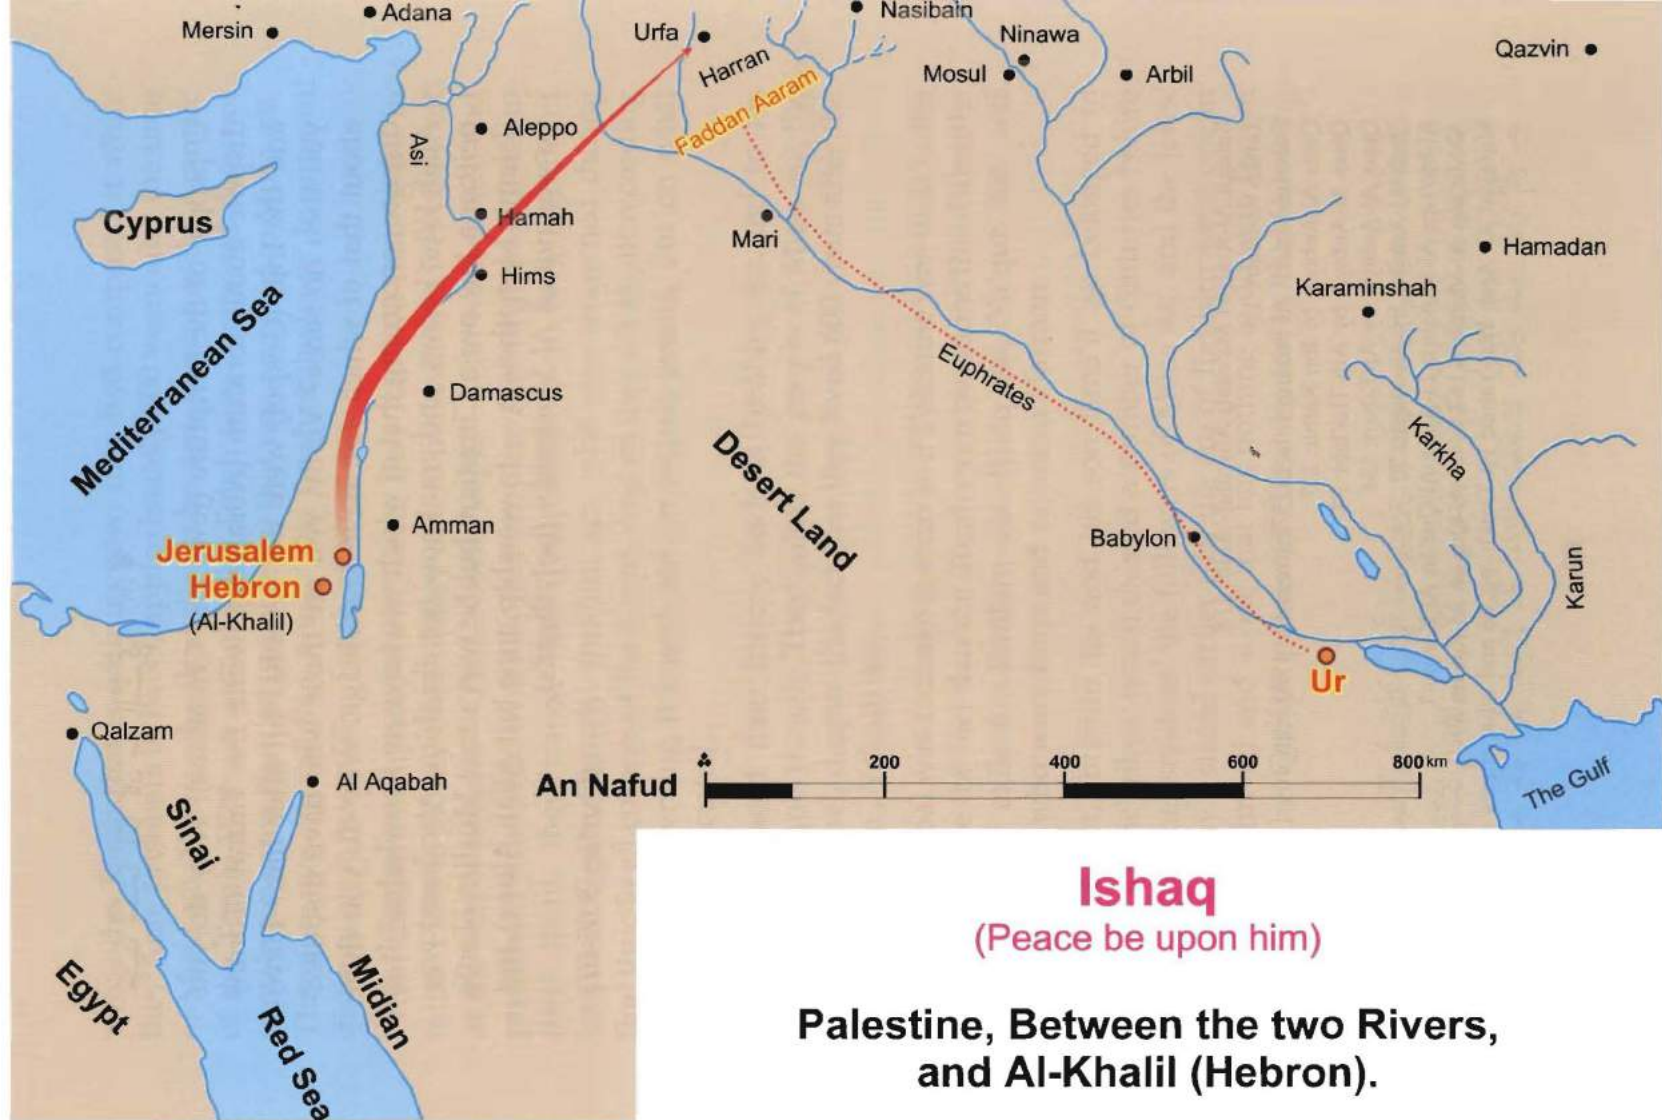 Adana
Mersin
Urfa
Nasibain
Ninawa
Qazvin
Harran
Mosul
Arbil
Faddan Aaram
Aleppo
Asi
Cyprus
Hamah
Mari
Hamadan
Hims
Karaminshah
Mediterranean Sea
Euphrates
Damascus
Desert Land
Karkha
Amman
Babylon
Jerusalem
Hebron
(Al-Khalil)
Karun
Ur
Qalzam
Al Aqabah
An Nafud
200 400 600 800 km
The Gulf
Sinai
Egypt
Midian
Red Sea
Ishaq
(Peace be upon him)
Palestine, Between the two Rivers,
and Al-Khalil (Hebron).